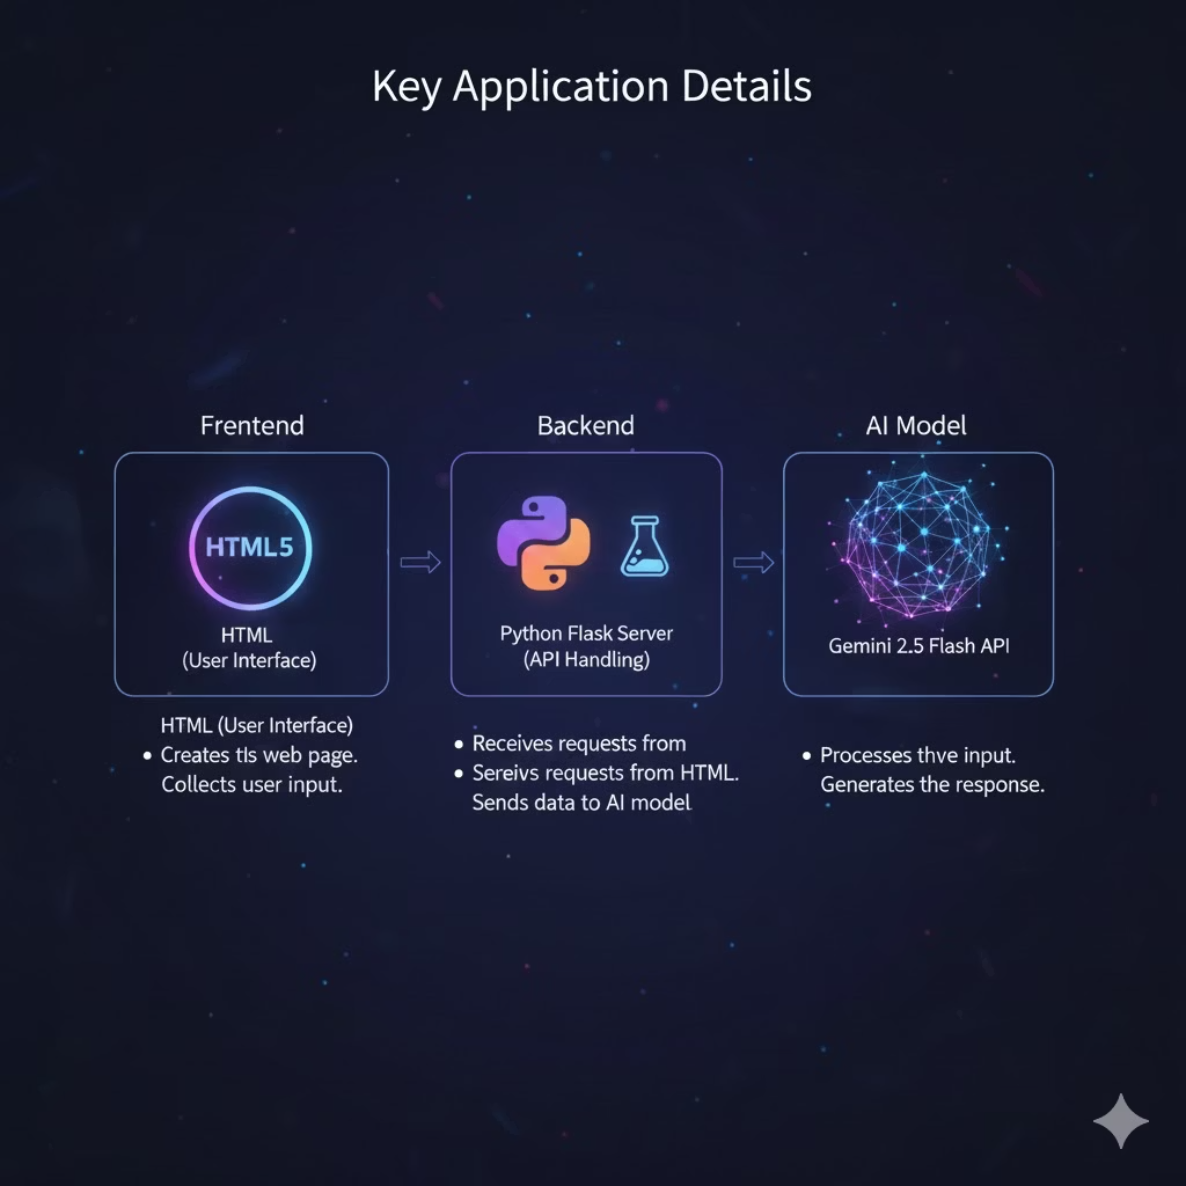 Key Application Details
Frentend
Backend
AI Model
HTML5
HTML
(User Interface)
Python Flask Server
(API Handling)
Gemini 2.5 Flash API
HTML (User Interface)
• Creates tls web page.
Collects user input.
• Receives requests from
• Sereivs requests from HTML.
Sends data to AI model
• Processes thve input.
Generates the response.